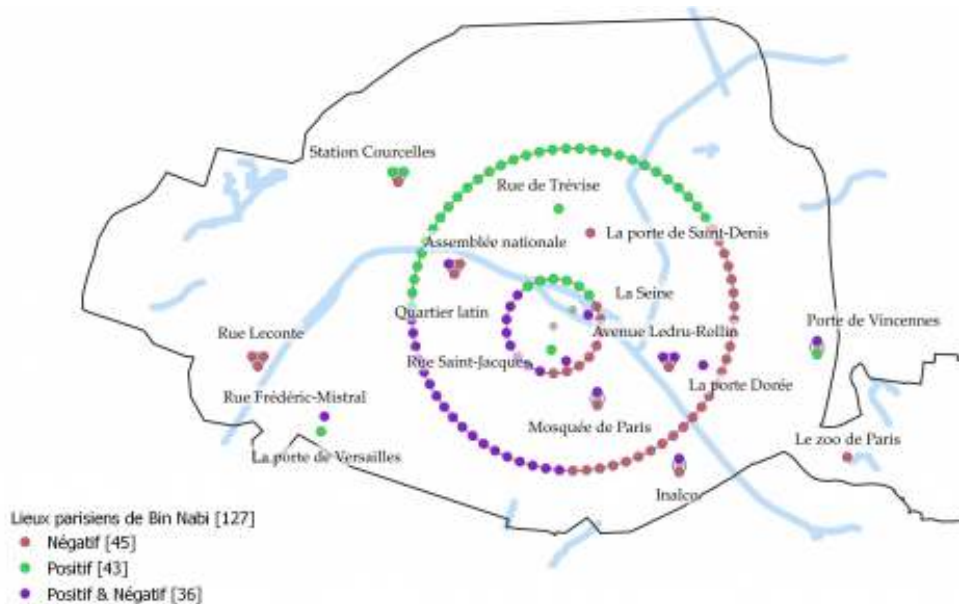 Station Courcelles
Rue de Trévise
La porte de Saint-Denis
Assemblée nationale
La Seine
Quartier latin
Porte de Vincennes
Rue Leconte
Avenue Ledru-Rollin
Rue Saint-Jacques
La porte Dorée
Rue Frédéric-Mistral
Mosquée de Paris
Le zoo de Paris
La porte de Versailles
Inalco
Lieux parisiens de Bin Nabi [127]
Négatif [45]
Positif [43]
Positif & Négatif [36]